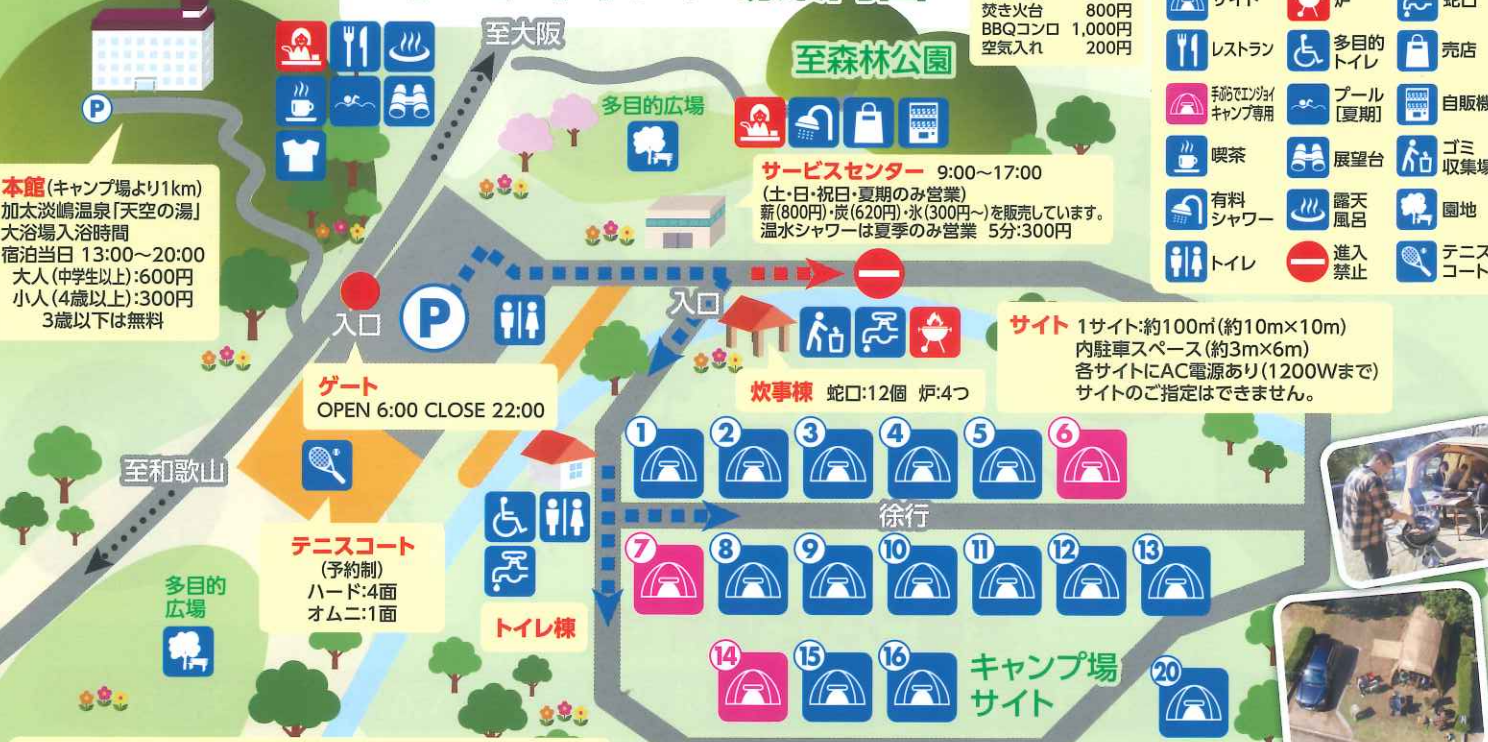 焚き火台 800円
BBQコンロ 1,000円
空気入れ 200円
サイト
炉
蛇口
レストラン
多目的
トイレ
売店
手ぶらでエンジョイ
キャンプ専用
プール
[夏期]
自販機
喫茶
展望台
ゴミ
収集場
有料
シャワー
露天
風呂
園地
トイレ
進入
禁止
テニス
コート
至大阪
至森林公園
多目的広場
P
本館(キャンプ場より1km)
加太淡嶋温泉「天空の湯」
大浴場入浴時間
宿泊当日 13:00～20:00
大人(中学生以上):600円
小人(4歳以上):300円
3歳以下は無料
サービスセンター 9:00～17:00
(土・日・祝日・夏期のみ営業)
薪(800円)・炭(620円)・氷(300円～)を販売しています。
温水シャワーは夏季のみ営業 5分:300円
入口
P
入口
サイト 1サイト:約100㎡(約10m×10m)
内駐車スペース(約3m×6m)
各サイトにAC電源あり(1200Wまで)
サイトのご指定はできません。
ゲート
OPEN 6:00 CLOSE 22:00
炊事棟 蛇口:12個 炉:4つ
至和歌山
1 2 3 4 5 6
徐行
テニスコート
(予約制)
ハード:4面
オムニ:1面
7 8 9 10 11 12 13
多目的
広場
トイレ棟
14 15 16
キャンプ場
サイト
20